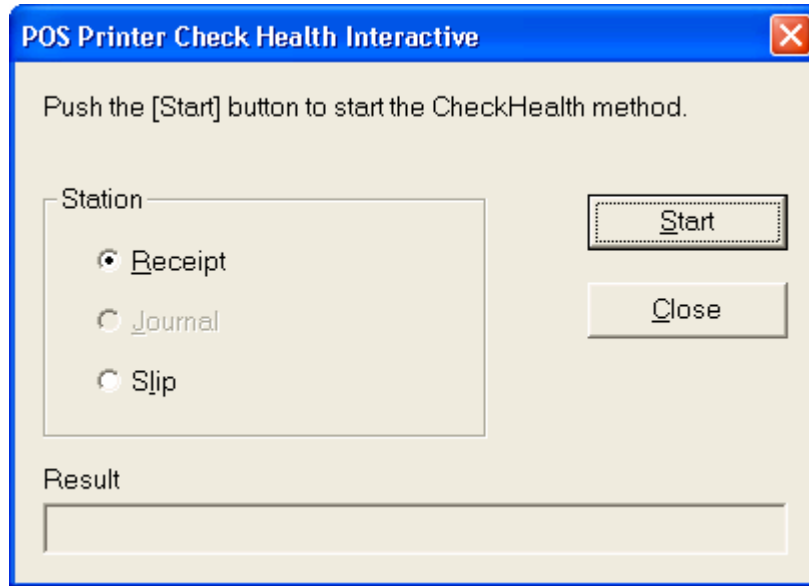 POS Printer Check Health Interactive
Push the [Start] button to start the CheckHealth method.
Station
Receipt
Journal
Slip
Start
Close
Result